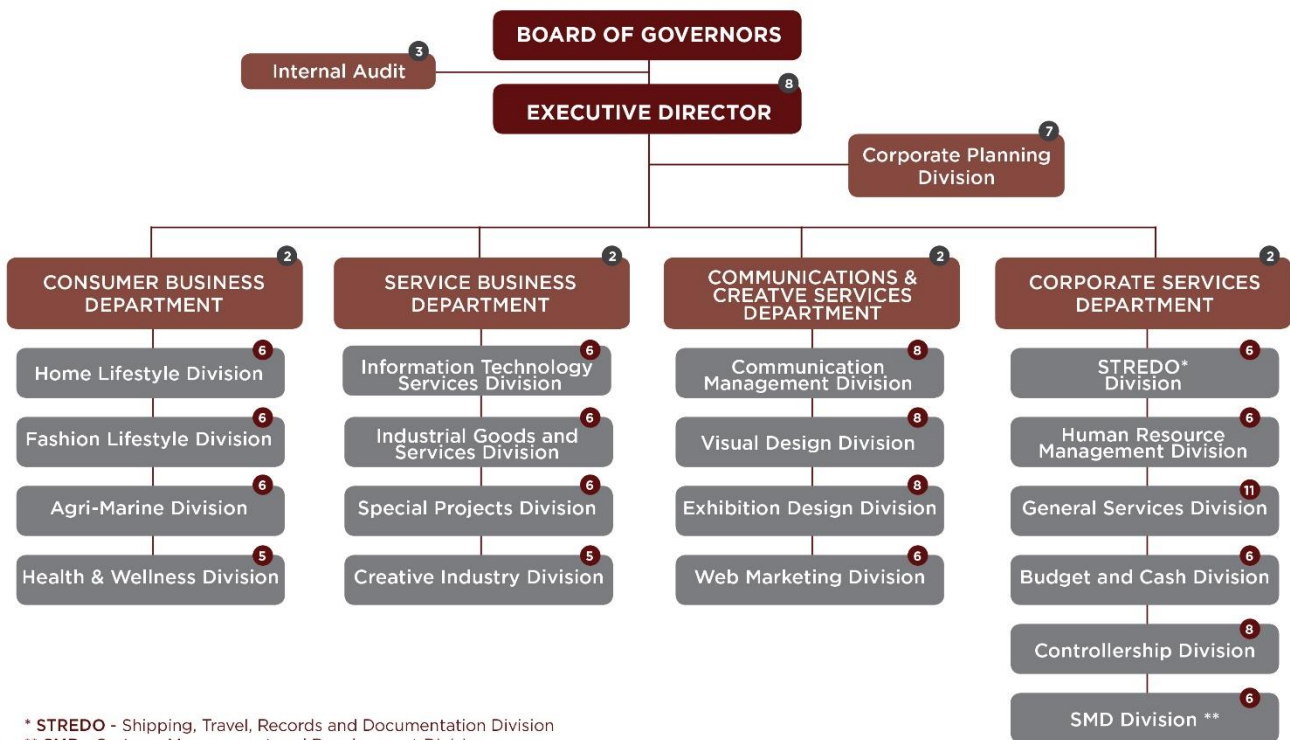 BOARD OF GOVERNORS
3
Internal Audit
8
EXECUTIVE DIRECTOR
7
Corporate Planning
Division
2
CONSUMER BUSINESS
DEPARTMENT
6
Home Lifestyle Division
6
Fashion Lifestyle Division
6
Agri-Marine Division
5
Health & Wellness Division
2
SERVICE BUSINESS
DEPARTMENT
6
Information Technology
Services Division
6
Industrial Goods and
Services Division
6
Special Projects Division
5
Creative Industry Division
2
COMMUNICATIONS &
CREATVE SERVICES
DEPARTMENT
8
Communication
Management Division
8
Visual Design Division
8
Exhibition Design Division
6
Web Marketing Division
2
CORPORATE SERVICES
DEPARTMENT
6
STREDO*
Division
6
Human Resource
Management Division
11
General Services Division
6
Budget and Cash Division
8
Controllership Division
6
SMD Division **
* STREDO - Shipping, Travel, Records and Documentation Division